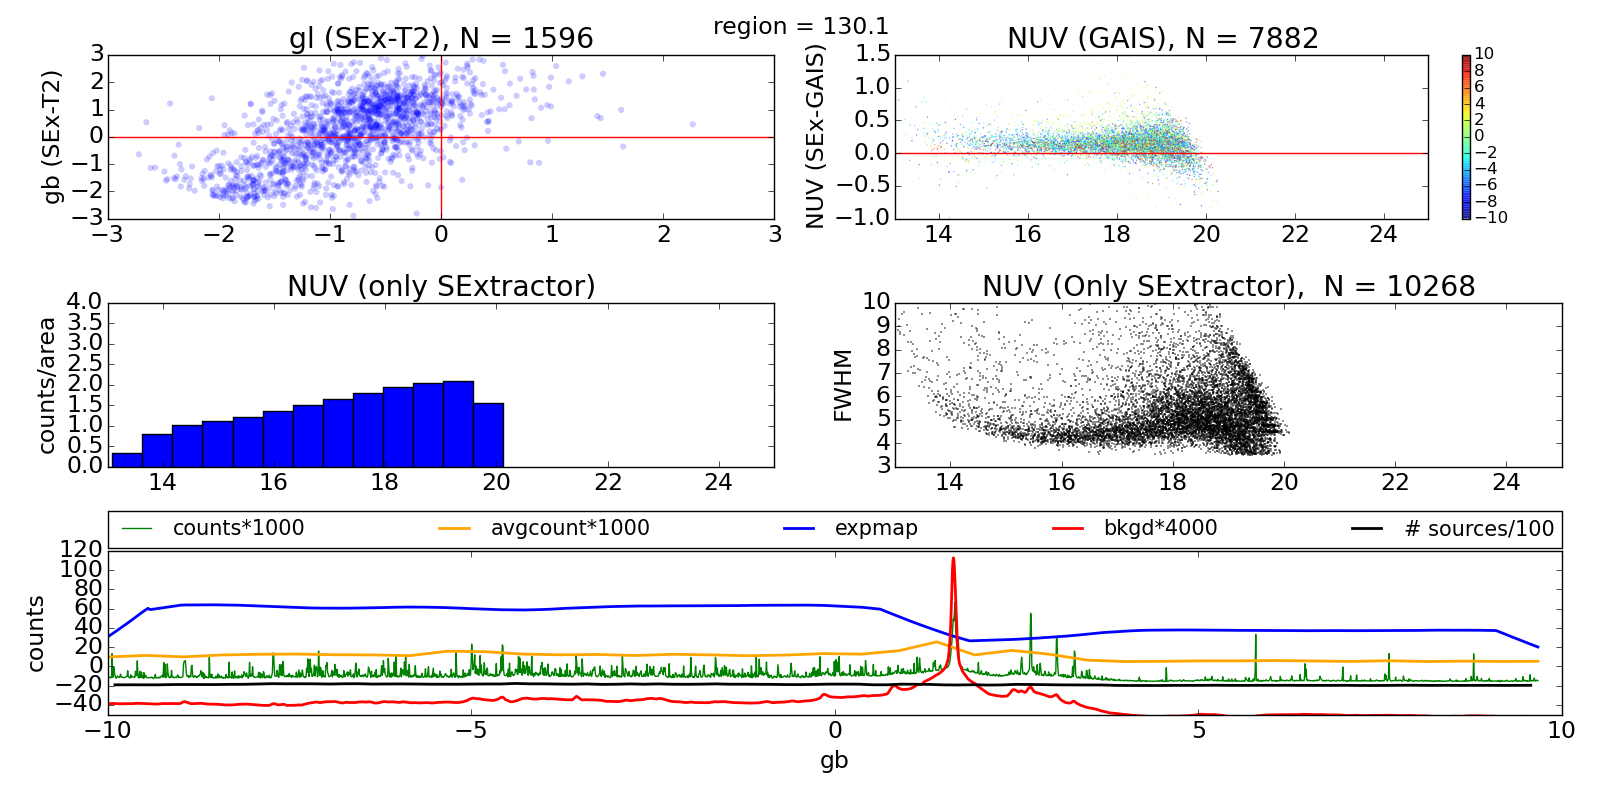 region = 130.1
gl (SEx-T2), N = 1596
gb (SEx-T2)
3
2
1
0
−1
−2
−3
−3 −2 −1 0 1 2 3
NUV (GAIS), N = 7882
NUV (SEx-GAIS)
1.5
1.0
0.5
0.0
−0.5
−1.0
14 16 18 20 22 24
10
8
6
4
2
0
−2
−4
−6
−8
−10
NUV (only SExtractor)
counts/area
4.0
3.5
3.0
2.5
2.0
1.5
1.0
0.5
0.0
14 16 18 20 22 24
NUV (Only SExtractor),  N = 10268
FWHM
10
9
8
7
6
5
4
3
14 16 18 20 22 24
counts*1000 avgcount*1000 expmap bkgd*4000 # sources/100
counts
120
100
80
60
40
20
0
−20
−40
−10 −5 0 5 10
gb